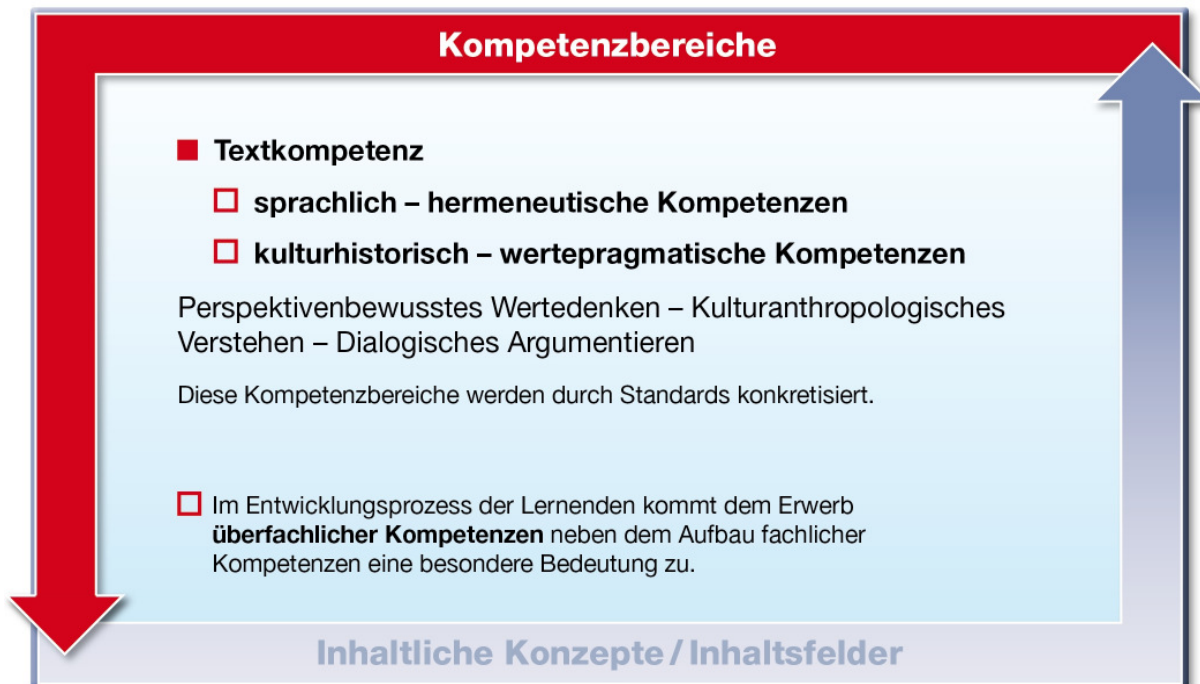 Kompetenzbereiche
Textkompetenz
sprachlich – hermeneutische Kompetenzen
kulturhistorisch – wertepragmatische Kompetenzen
Perspektivenbewusstes Wertedenken – Kulturanthropologisches
Verstehen – Dialogisches Argumentieren
Diese Kompetenzbereiche werden durch Standards konkretisiert.
Im Entwicklungsprozess der Lernenden kommt dem Erwerb
überfachlicher Kompetenzen neben dem Aufbau fachlicher
Kompetenzen eine besondere Bedeutung zu.
Inhaltliche Konzepte / Inhaltsfelder